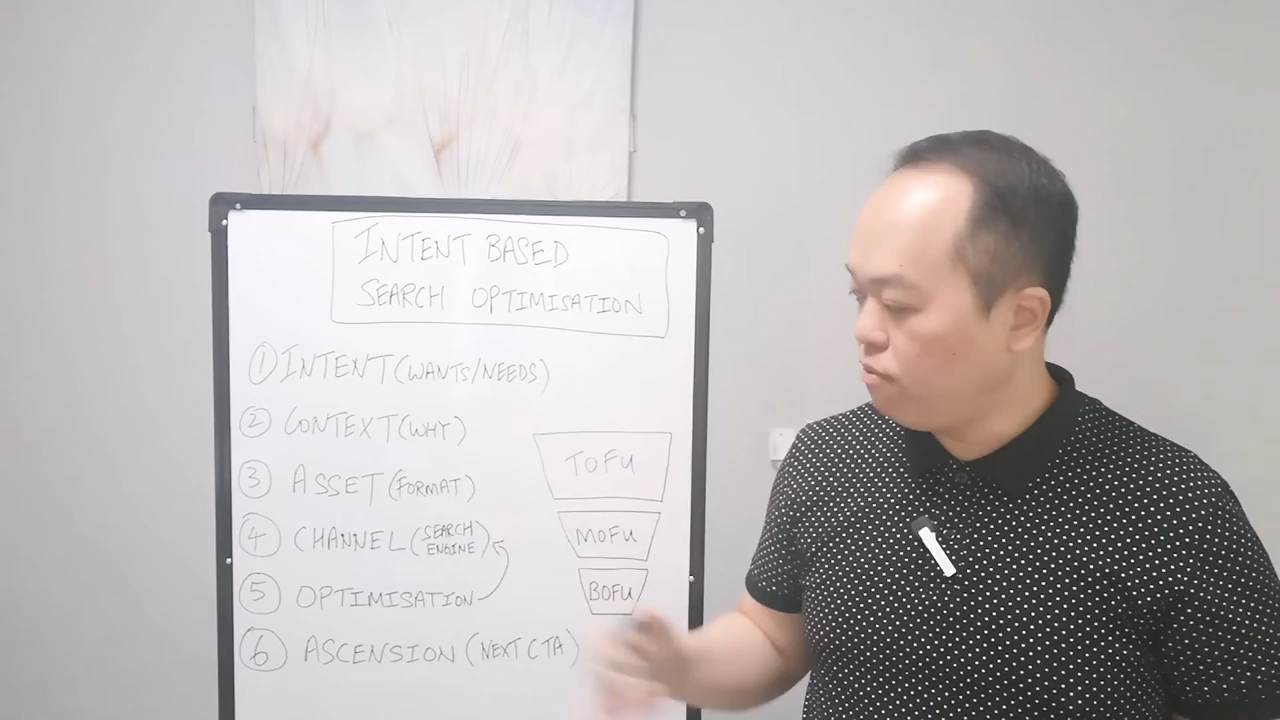 INTENT BASED
SEARCH OPTIMISATION
① INTENT (WANTS/NEEDS)
② CONTEXT (WHY)
③ ASSET (FORMAT)
④ CHANNEL (SEARCH
ENGINE)
⑤ OPTIMISATION
⑥ ASCENSION (NEXT CTA)
TOFU
MOFU
BOFU